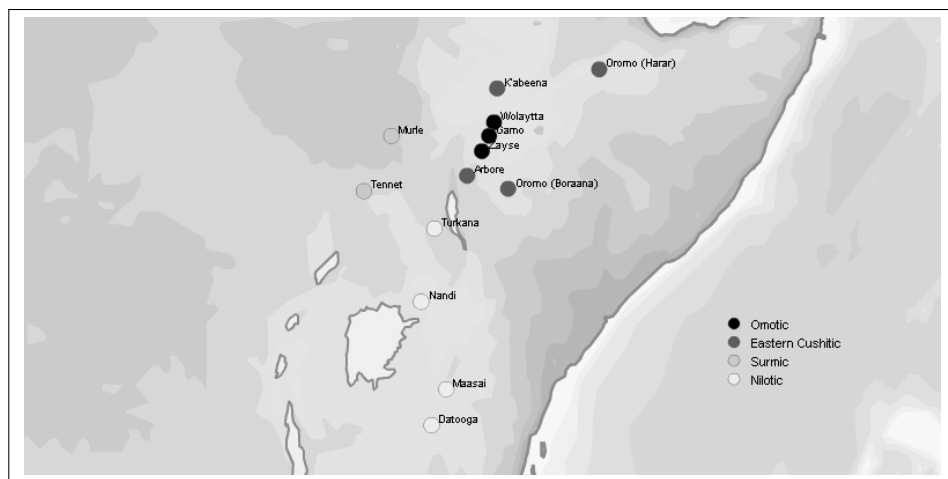 Oromo (Harar)
K'abeena
Wolaytta
Gamo
Zayse
Murle
Arbore
Oromo (Boraana)
Tennet
Turkana
Nandi
Maasai
Datooga
Omotic
Eastern Cushitic
Surmic
Nilotic